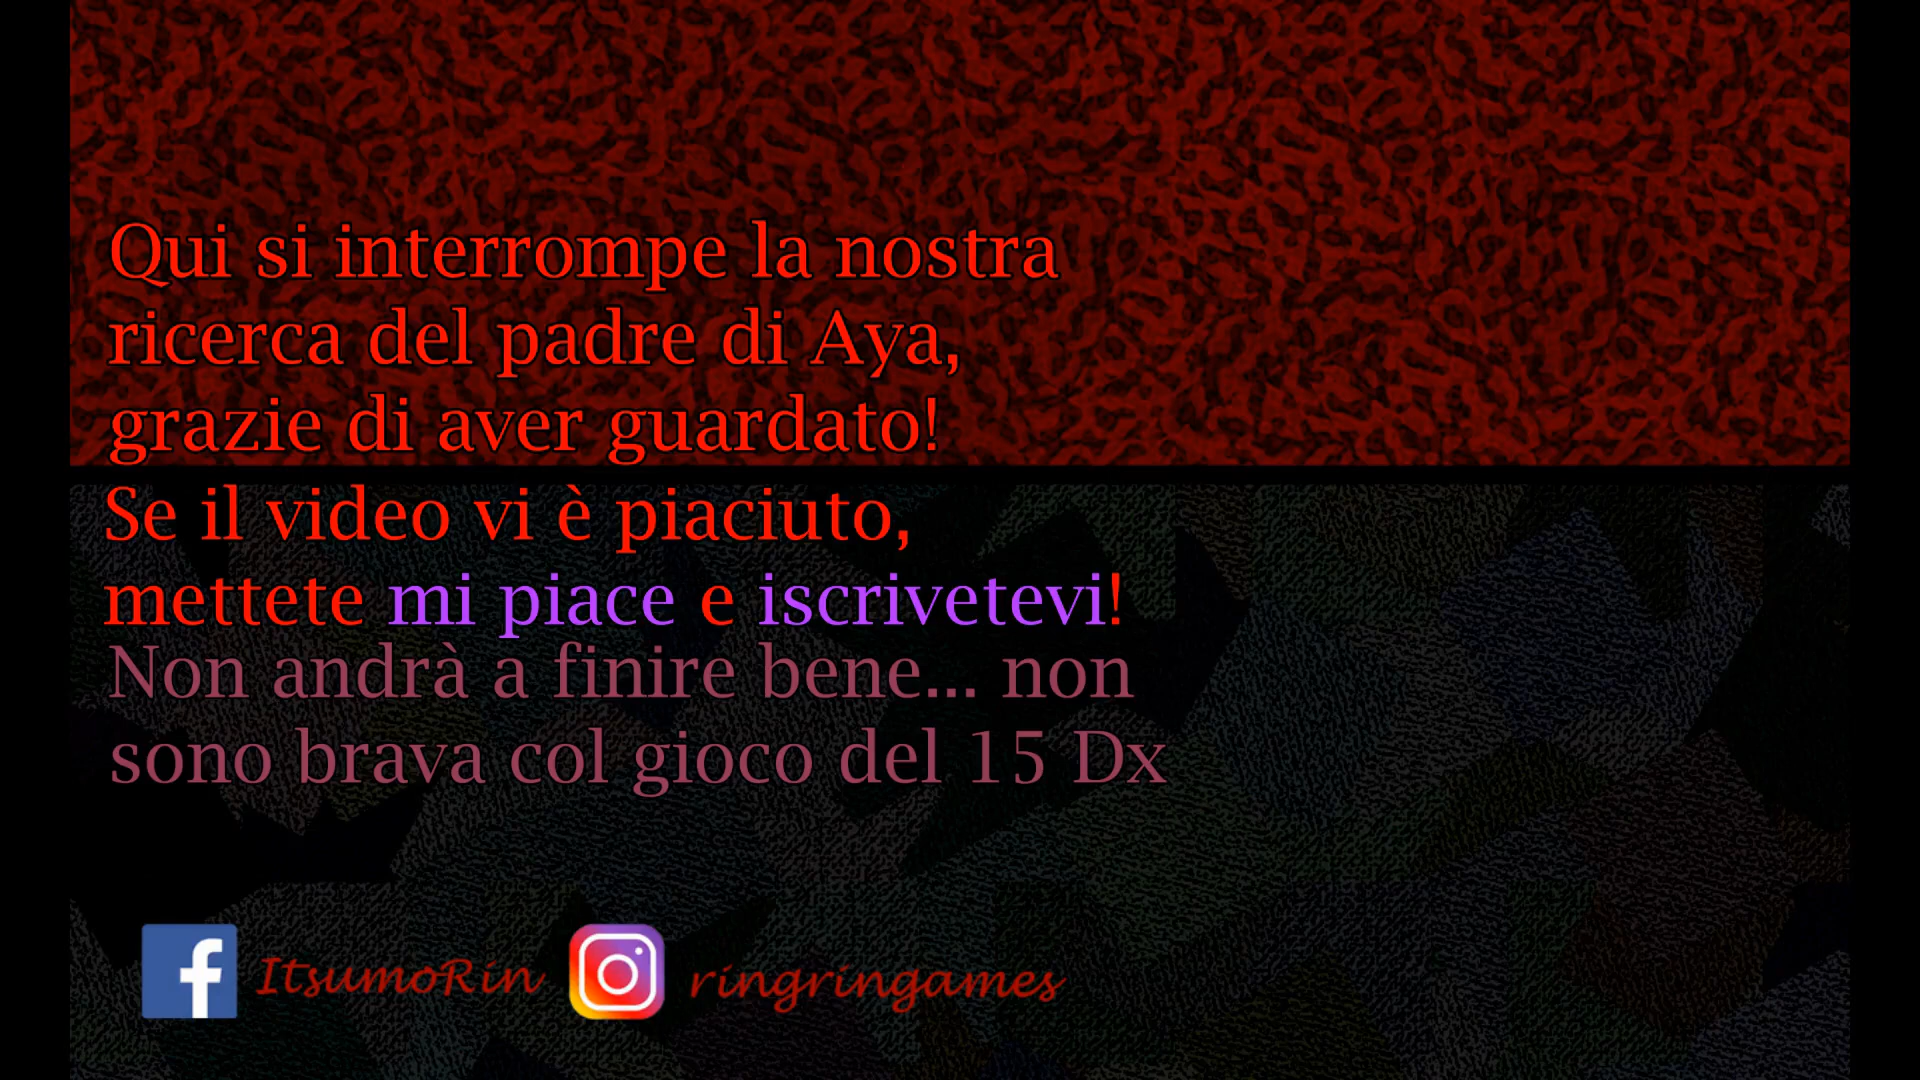 Qui si interrompe la nostra
ricerca del padre di Aya,
grazie di aver guardato!
Se il video vi è piaciuto,
mettete mi piace e iscrivetevi!
Non andrà a finire bene... non
sono brava col gioco del 15 Dx
ItsumoRin ringringames